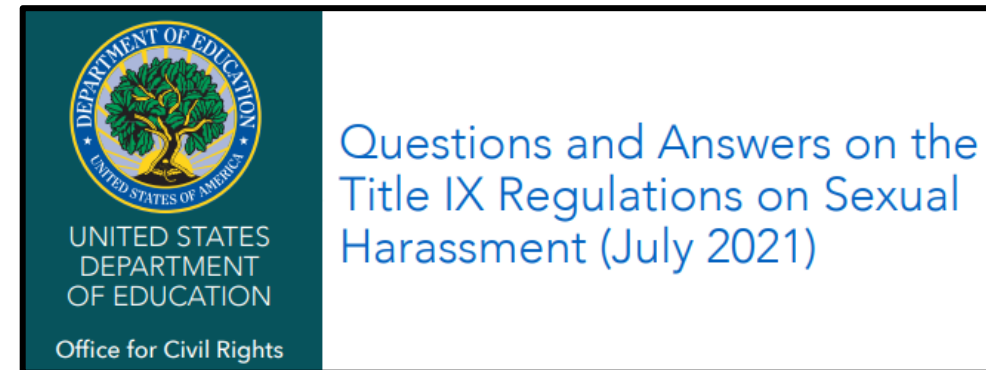 DEPARTMENT OF EDUCATION
UNITED STATES OF AMERICA
UNITED STATES
DEPARTMENT
OF EDUCATION
Office for Civil Rights
Questions and Answers on the
Title IX Regulations on Sexual
Harassment (July 2021)